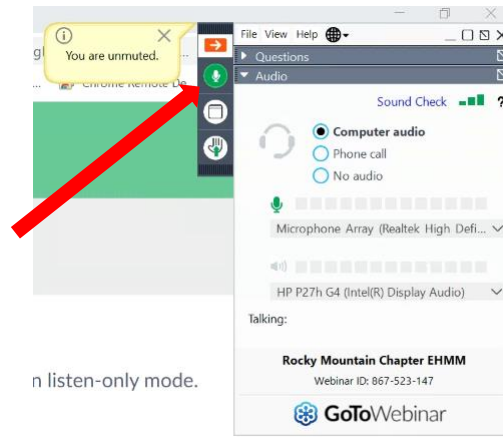 You are unmuted.
Chrome Remote De...
File View Help
Questions
Audio
Sound Check ?
Computer audio
Phone call
No audio
Microphone Array (Realtek High Defi...
HP P27h G4 (Intel(R) Display Audio)
Talking:
Rocky Mountain Chapter EHMM
Webinar ID: 867-523-147
n listen-only mode.
GoToWebinar